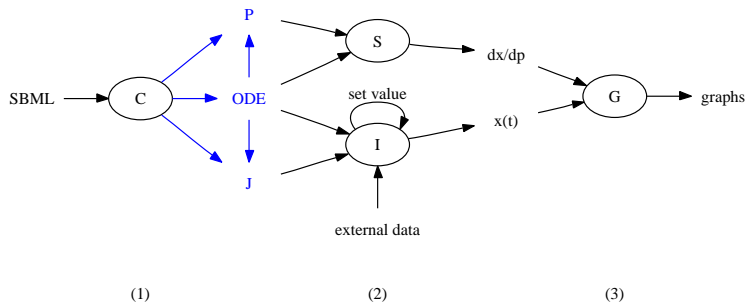 P
S
dx/dp
SBML
C
ODE
set value
G
graphs
x(t)
I
J
external data
(1)
(2)
(3)